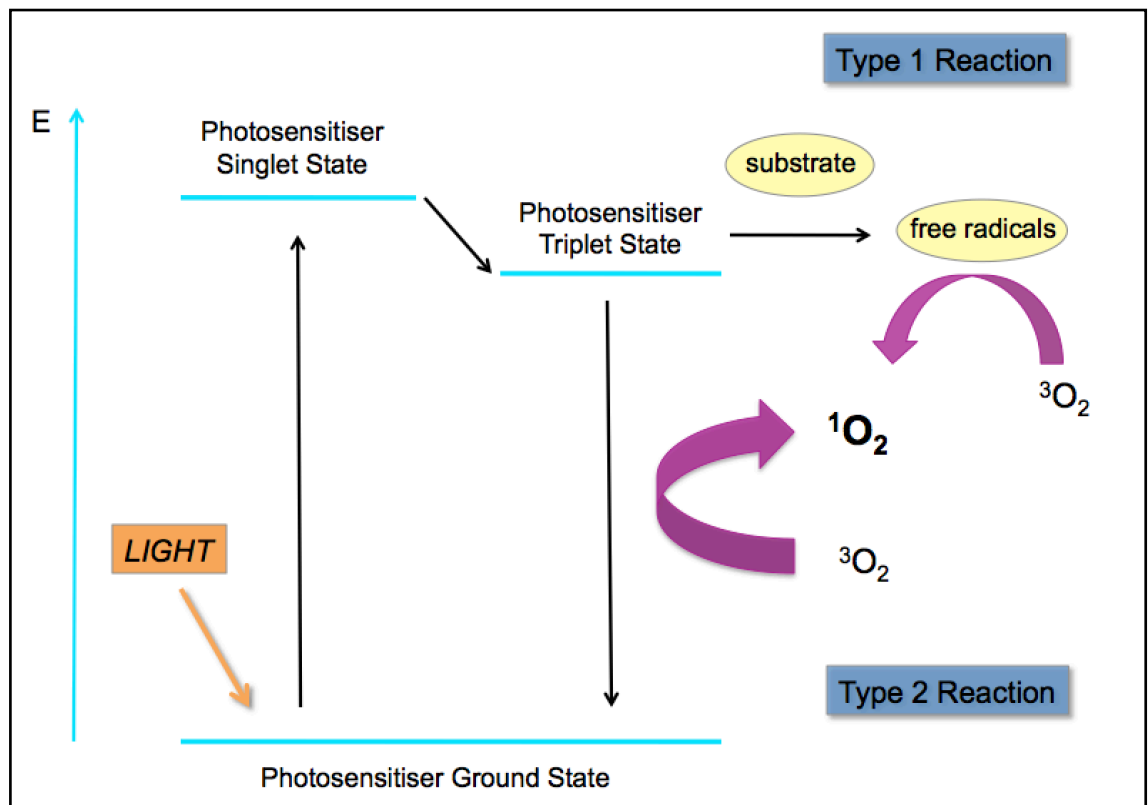 Type 1 Reaction
E
Photosensitiser
Singlet State
substrate
Photosensitiser
Triplet State
free radicals
³O₂
¹O₂
LIGHT
³O₂
Type 2 Reaction
Photosensitiser Ground State